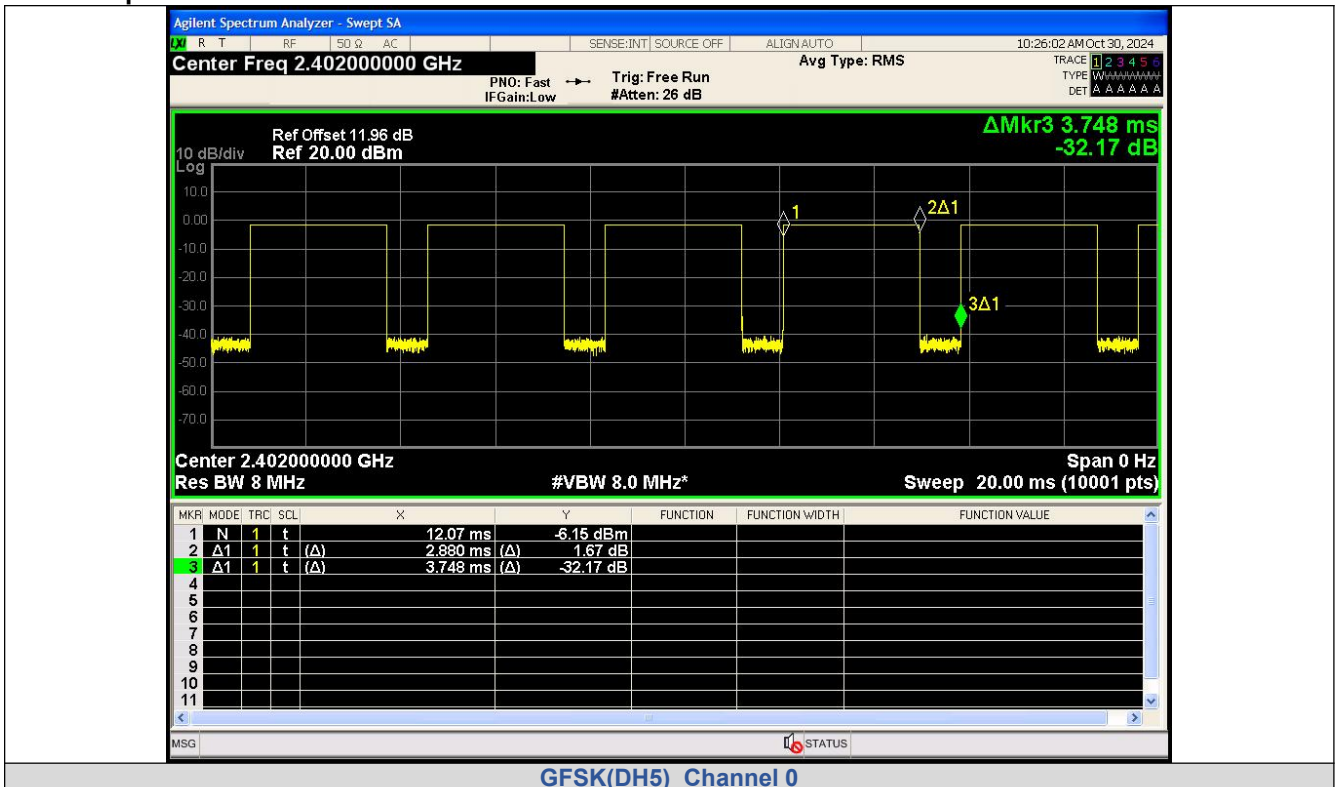 Agilent Spectrum Analyzer - Swept SA
LXI R T RF 50 Ω AC SENSE:INT SOURCE OFF ALIGNAUTO 10:26:02 AM Oct 30, 2024
Center Freq 2.402000000 GHz Avg Type: RMS TRACE 1 2 3 4 5 6
PNO: Fast Trig: Free Run TYPE WWWWWW
IFGain:Low #Atten: 26 dB DET A A A A A A
ΔMkr3 3.748 ms
Ref Offset 11.96 dB
10 dB/div Ref 20.00 dBm -32.17 dB
Log
10.0
0.00
-10.0
-20.0
-30.0
-40.0
-50.0
-60.0
-70.0
1
2Δ1
3Δ1
Center 2.402000000 GHz Span 0 Hz
Res BW 8 MHz #VBW 8.0 MHz* Sweep 20.00 ms (10001 pts)
MKR MODE TRC SCL X Y FUNCTION FUNCTION WIDTH FUNCTION VALUE
1 N 1 t 12.07 ms -6.15 dBm
2 Δ1 1 t (Δ) 2.880 ms (Δ) 1.67 dB
3 Δ1 1 t (Δ) 3.748 ms (Δ) -32.17 dB
4
5
6
7
8
9
10
11
MSG STATUS
GFSK(DH5) Channel 0